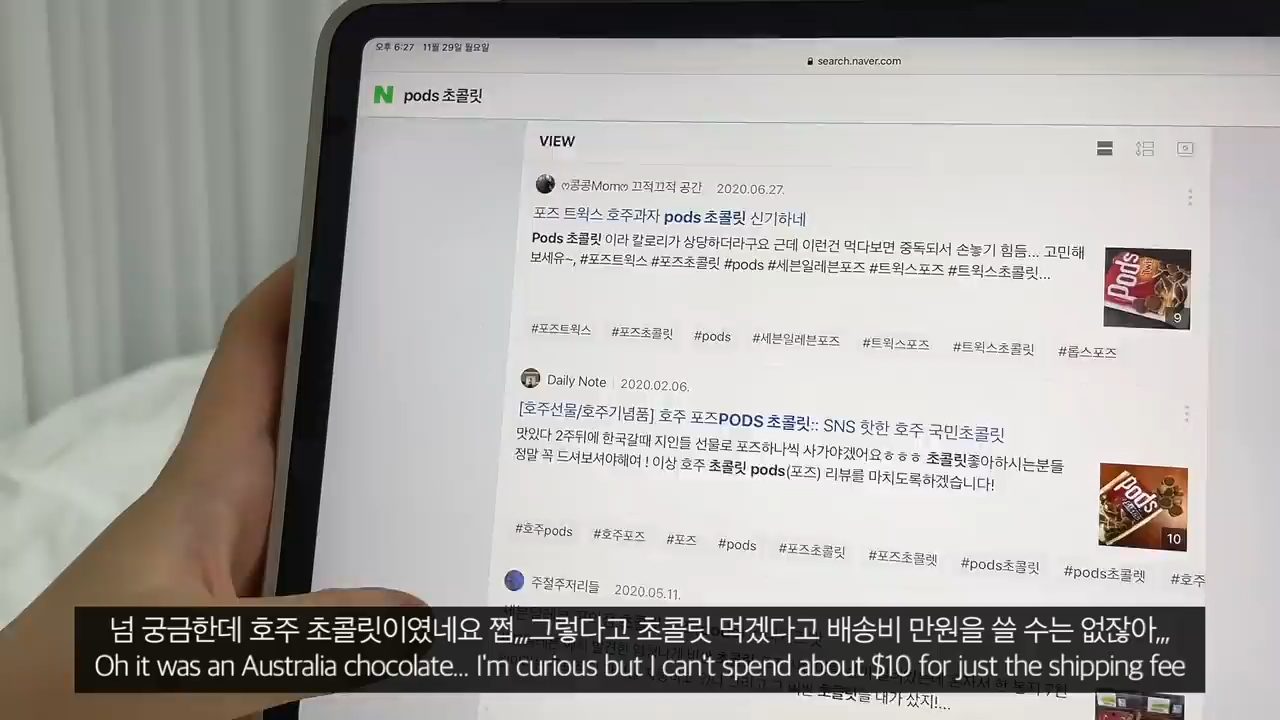 오후 6:27 11월 29일 월요일
search.naver.com
N pods 초콜릿
VIEW
ღ콩콩Momღ 끄적끄적 공간 2020.06.27.
포즈 트윅스 호주과자 pods 초콜릿 신기하네
Pods 초콜릿 이라 칼로리가 상당하더라구요 근데 이런건 먹다보면 중독되서 손놓기 힘듬... 고민해
보세유~, #포즈트윅스 #포즈초콜릿 #pods #세븐일레븐포즈 #트윅스포즈 #트윅스초콜릿...
pods
9
#포즈트윅스 #포즈초콜릿 #pods #세븐일레븐포즈 #트윅스포즈 #트윅스초콜릿 #롭스포즈
Daily Note 2020.02.06.
[호주선물/호주기념품] 호주 포즈PODS 초콜릿:: SNS 핫한 호주 국민초콜릿
맛있다 2주뒤에 한국갈때 지인들 선물로 포즈하나씩 사가야겠어요ㅎㅎㅎ 초콜릿좋아하시는분들
정말 꼭 드셔보셔야해여 ! 이상 호주 초콜릿 pods(포즈) 리뷰를 마치도록하겠습니다!
pods
10
#호주pods #호주포즈 #포즈 #pods #포즈초콜릿 #포즈초콜렛 #pods초콜릿 #pods초콜렛 #호주
주철주저리들 2020.05.11.
넘 궁금한데 호주 초콜릿이였네요 쩝,,,그렇다고 초콜릿 먹겠다고 배송비 만원을 쓸 수는 없잖아,,,
Oh it was an Australia chocolate... I'm curious but I can't spend about $10 for just the shipping fee
초콜릿을 내가 샀지!...